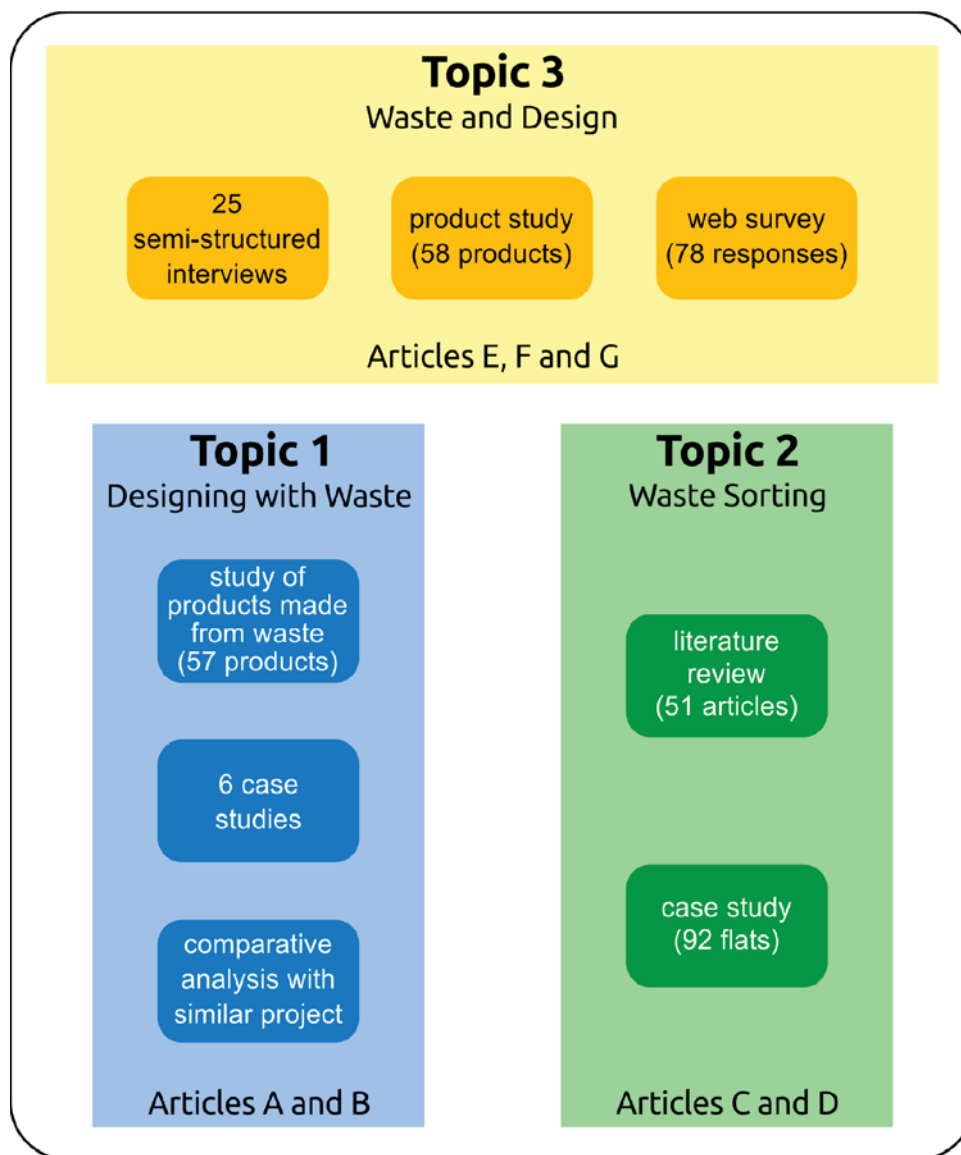 Topic 3
Waste and Design
25
semi-structured
interviews
product study
(58 products)
web survey
(78 responses)
Articles E, F and G
Topic 1
Designing with Waste
study of
products made
from waste
(57 products)
6 case
studies
comparative
analysis with
similar project
Articles A and B
Topic 2
Waste Sorting
literature
review
(51 articles)
case study
(92 flats)
Articles C and D